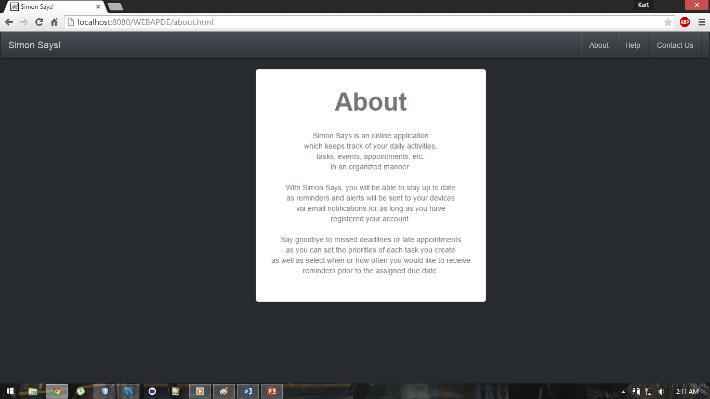 Simon Says!
Kurt
localhost:8080/WEBAPDE/about.html
ABP
Simon Says!
About
Help
Contact Us
About
Simon Says is an online application
which keeps track of your daily activities,
tasks, events, appointments, etc.
in an organized manner
With Simon Says, you will be able to stay up to date
as reminders and alerts will be sent to your devices
via email notifications for as long as you have
registered your account
Say goodbye to missed deadlines or late appointments
as you can set the priorities of each task you create
as well as select when or how often you would like to receive
reminders prior to the assigned due date
2:11 AM